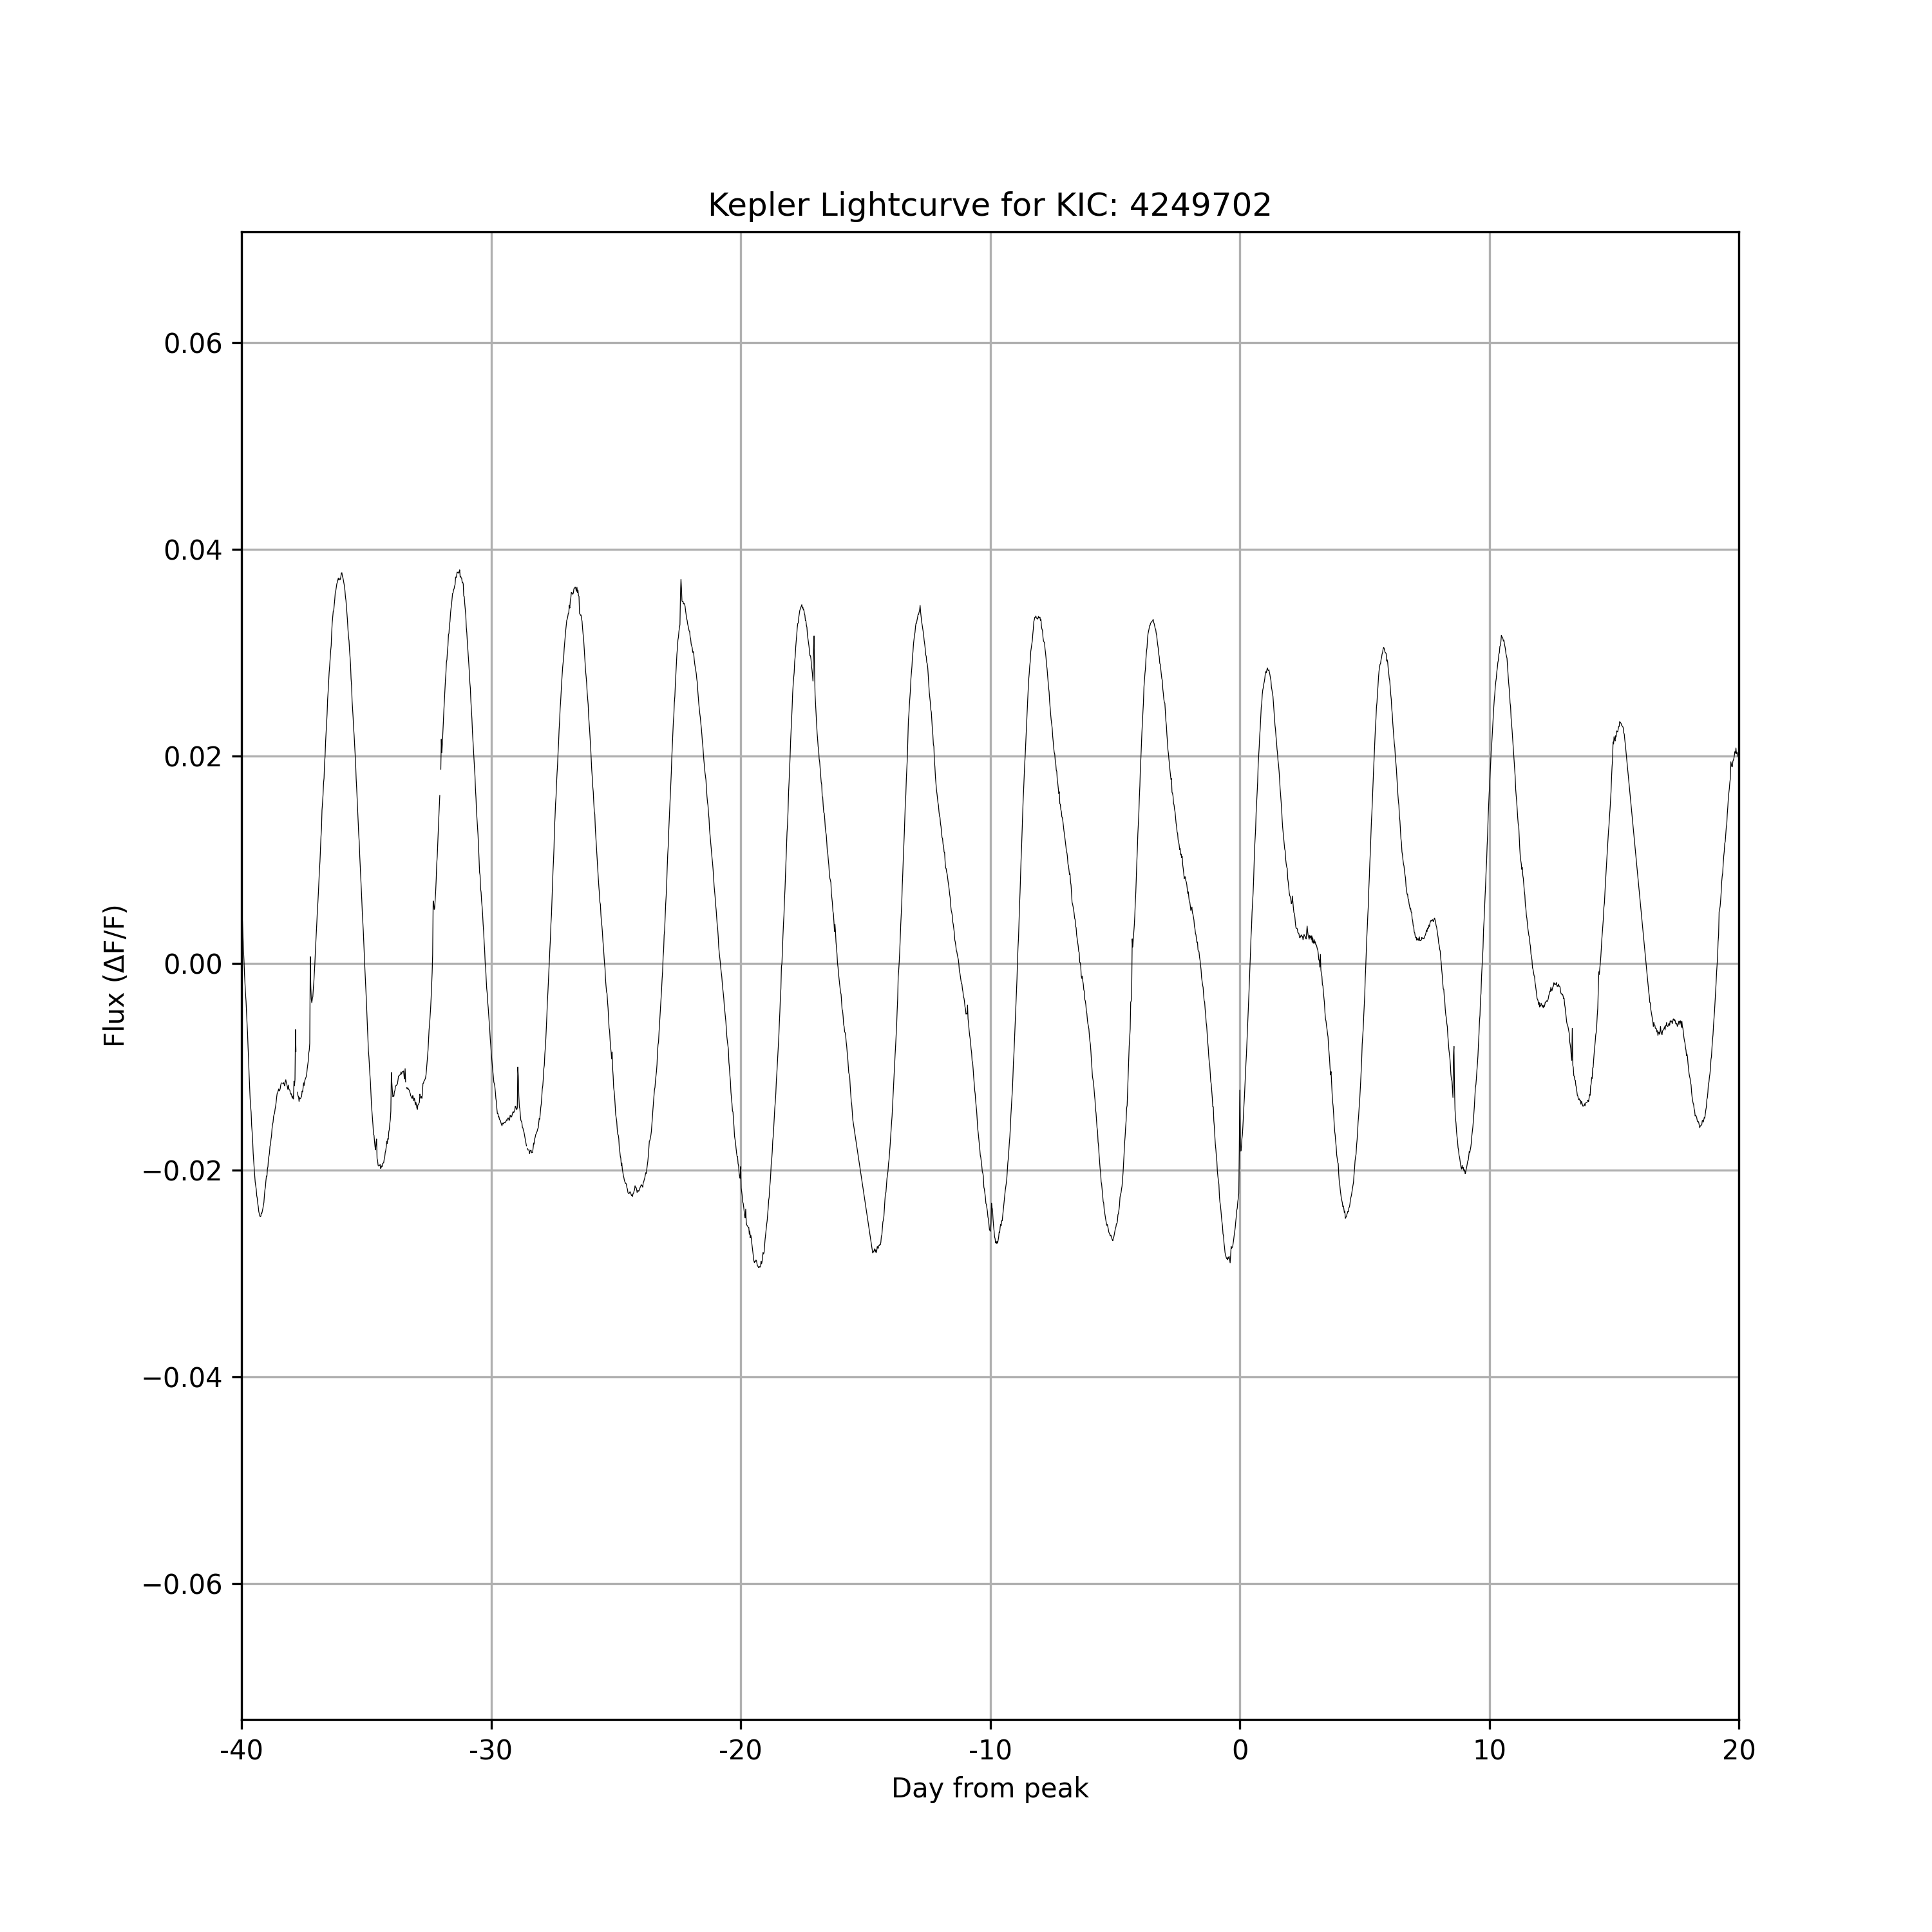 Kepler Lightcurve for KIC: 4249702
Flux (ΔF/F)
0.06
0.04
0.02
0.00
−0.02
−0.04
−0.06
-40 -30 -20 -10 0 10 20
Day from peak